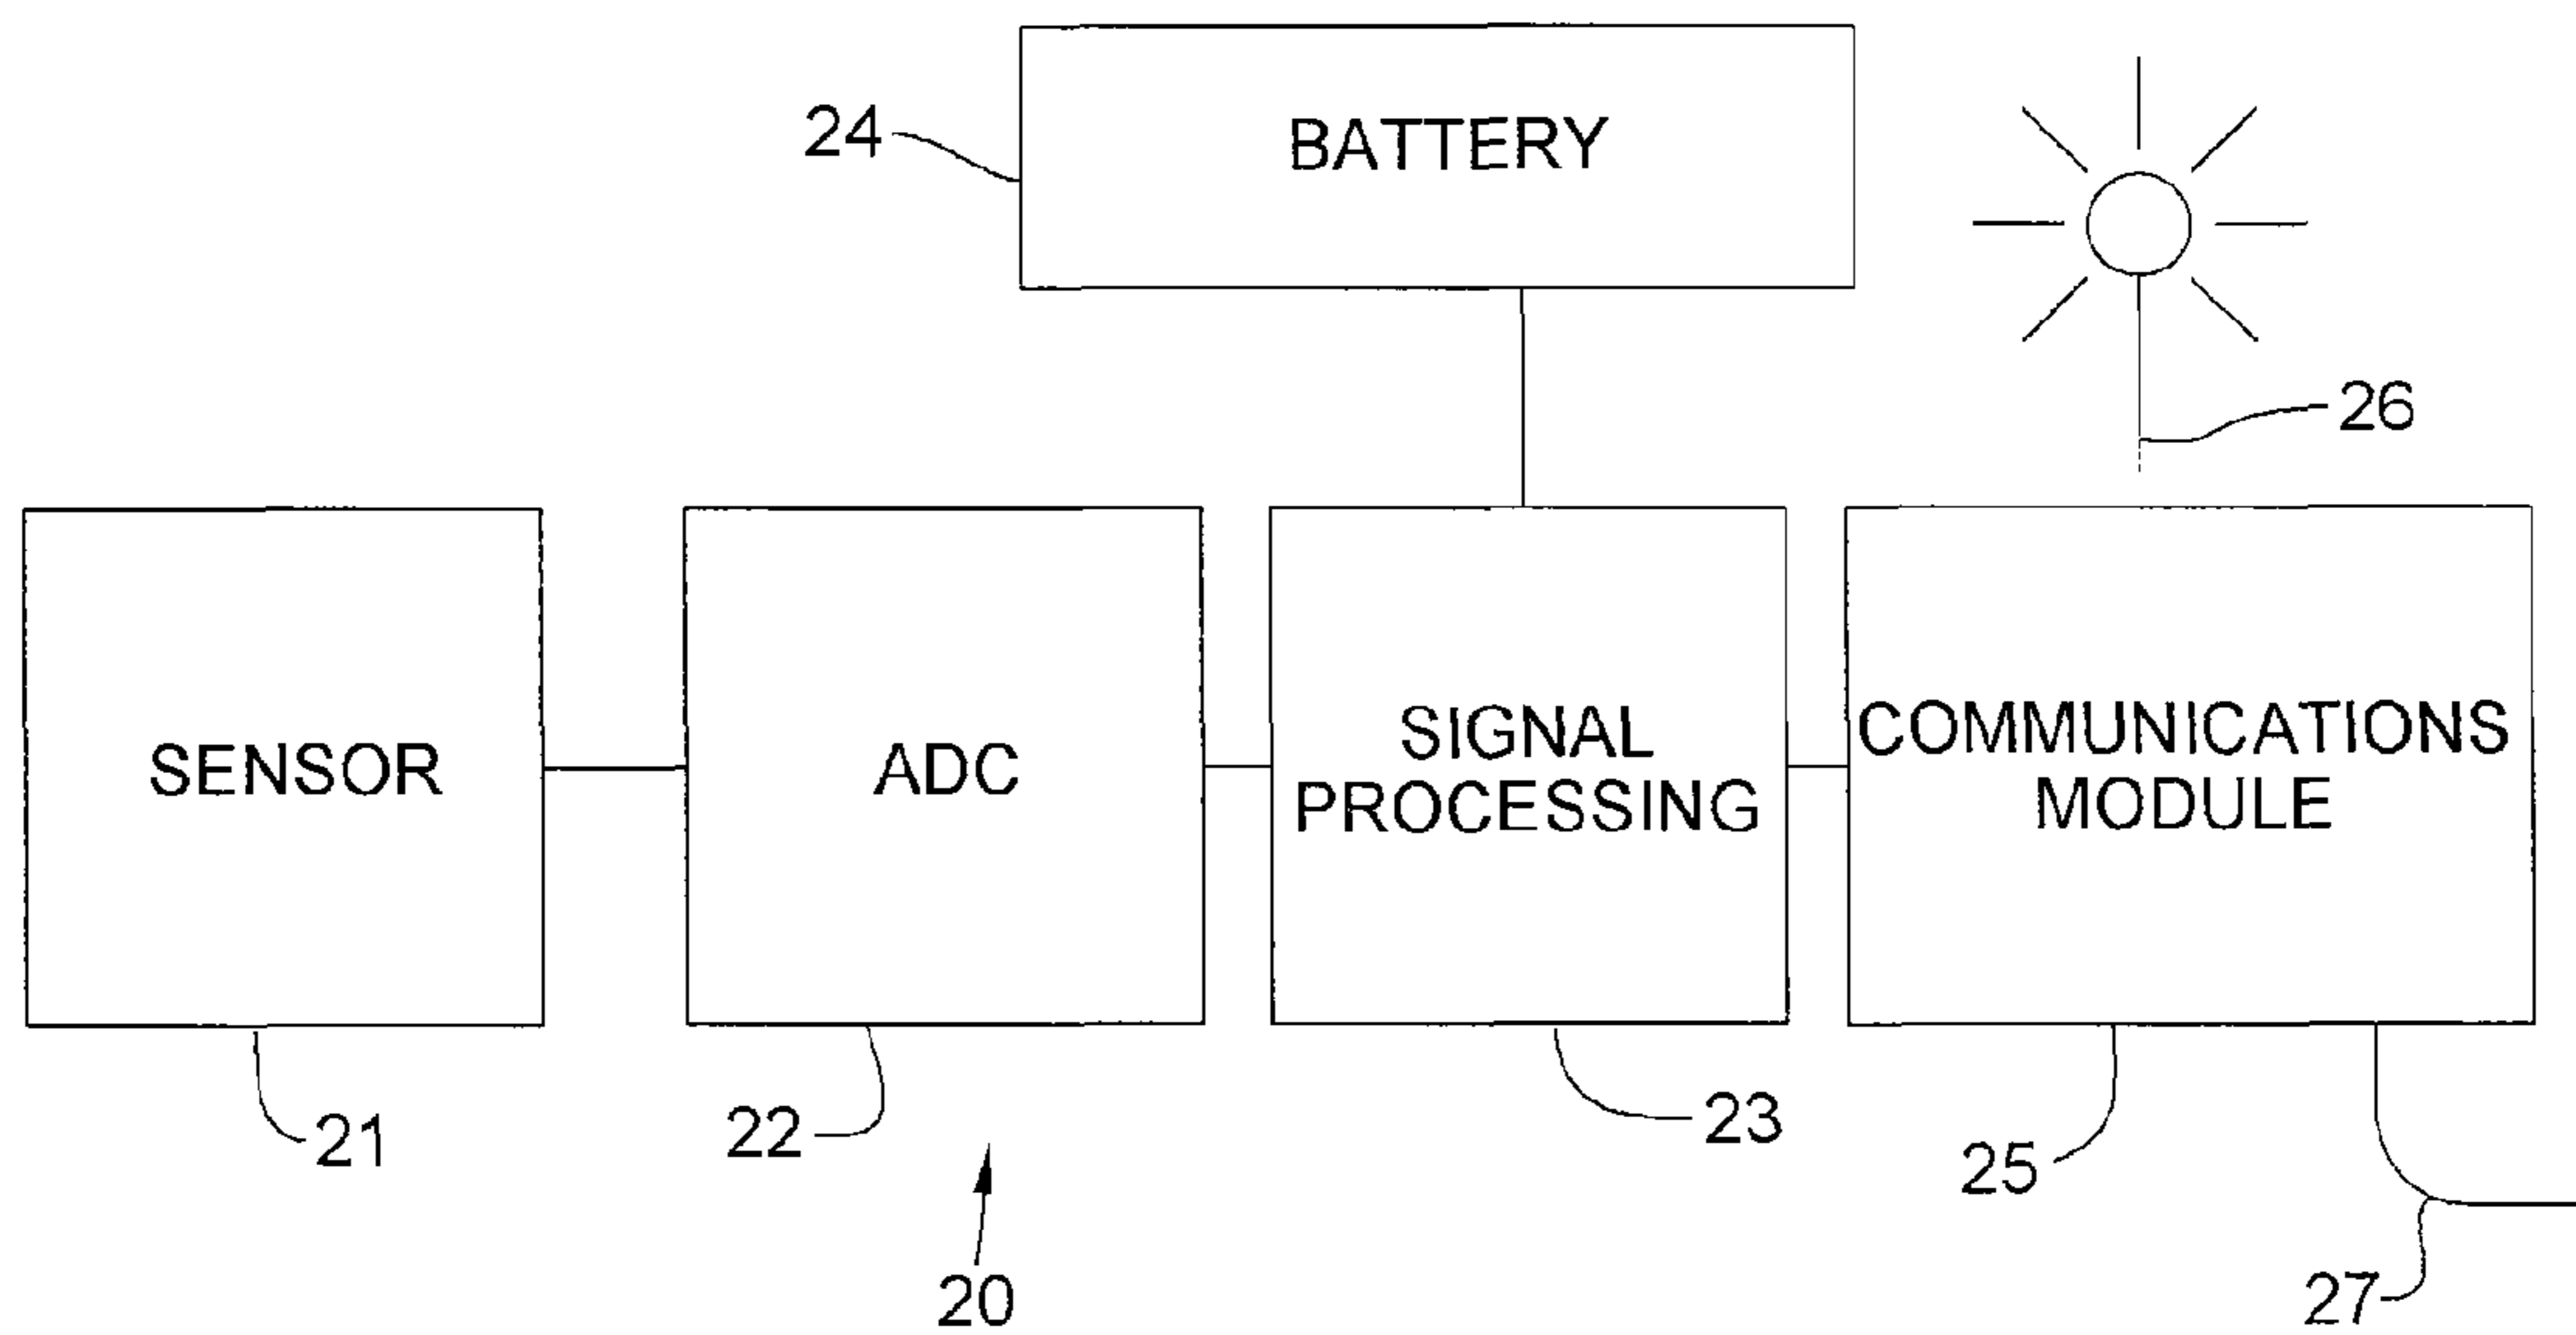 24
BATTERY
26
SENSOR
ADC
SIGNAL
PROCESSING
COMMUNICATIONS
MODULE
21
22
23
25
20
27